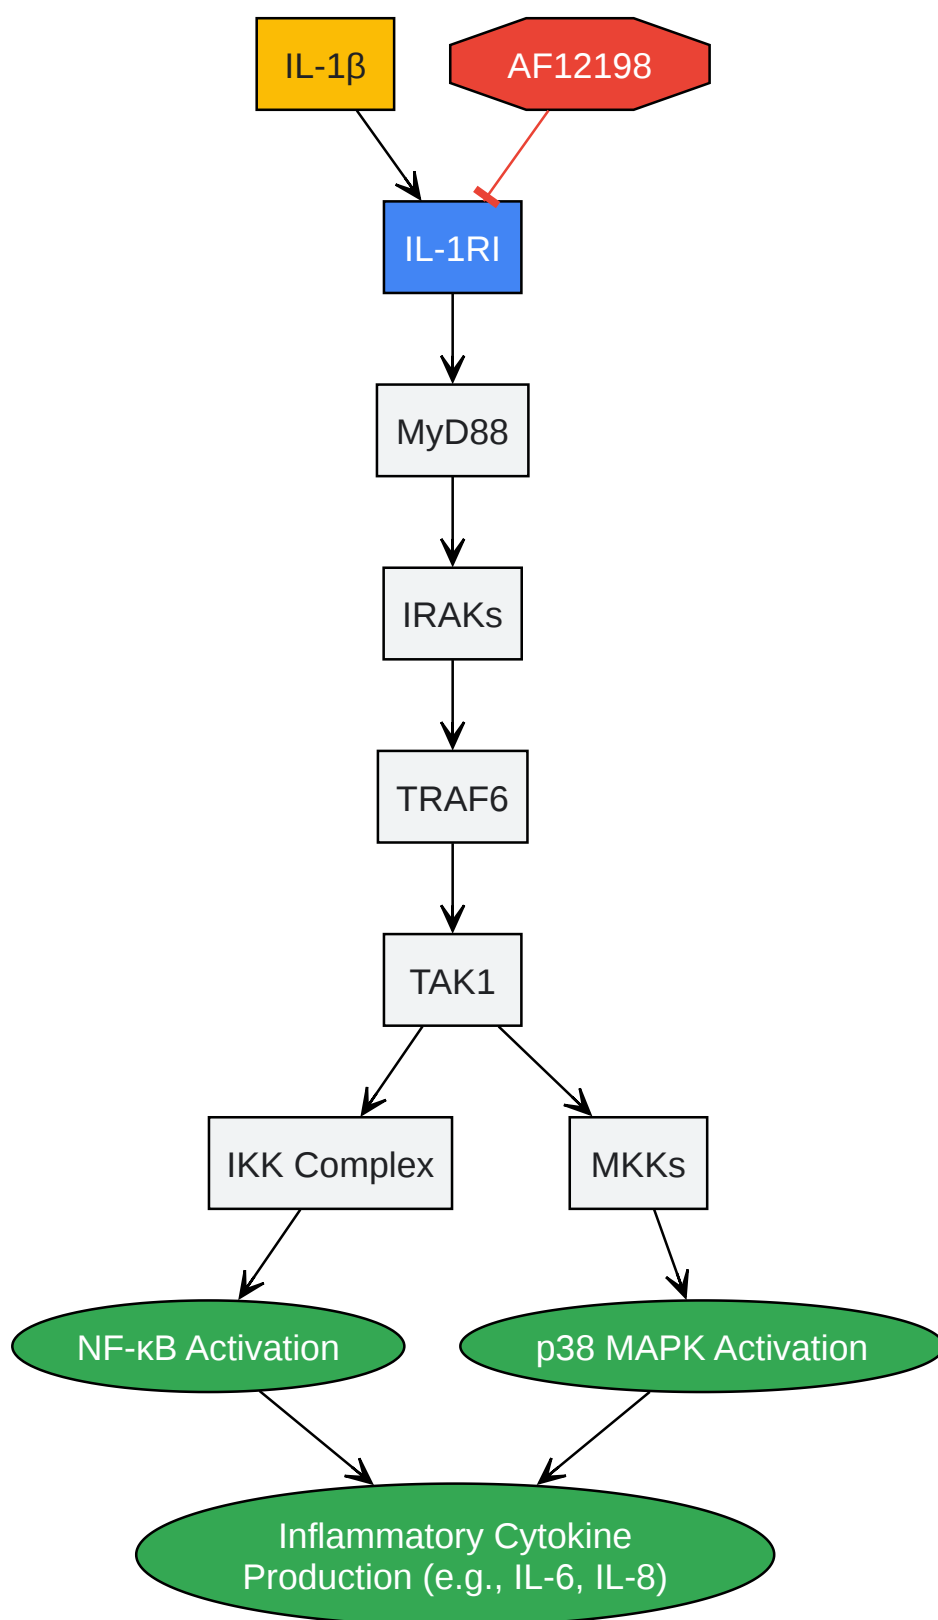 IL-1β
AF12198
IL-1RI
MyD88
IRAKs
TRAF6
TAK1
IKK Complex
MKKs
NF-κB Activation
p38 MAPK Activation
Inflammatory Cytokine
Production (e.g., IL-6, IL-8)